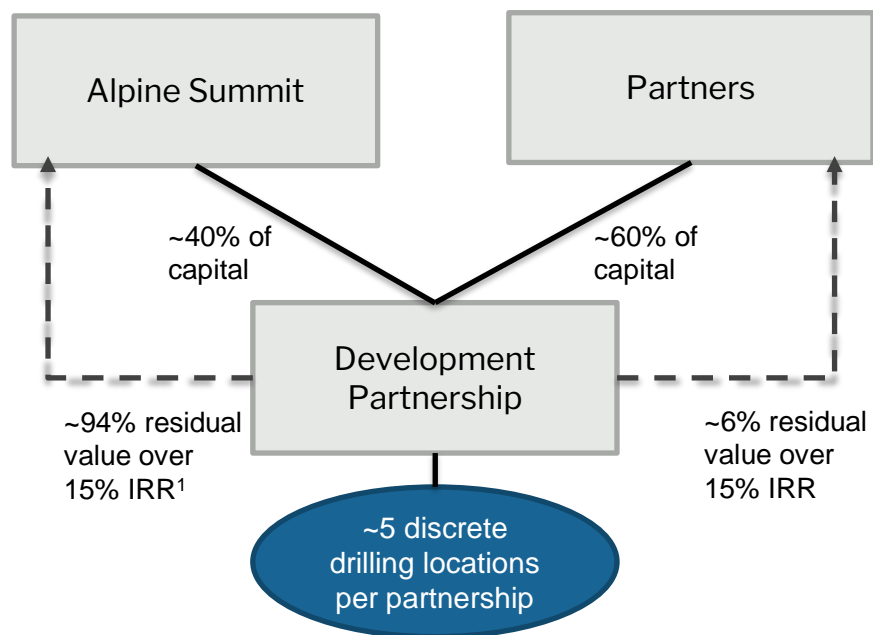 Alpine Summit
Partners
~40% of
capital
~60% of
capital
Development
Partnership
~94% residual
value over
15% IRR¹
~6% residual
value over
15% IRR
~5 discrete
drilling locations
per partnership